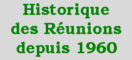 Historique
des Réunions
depuis 1960